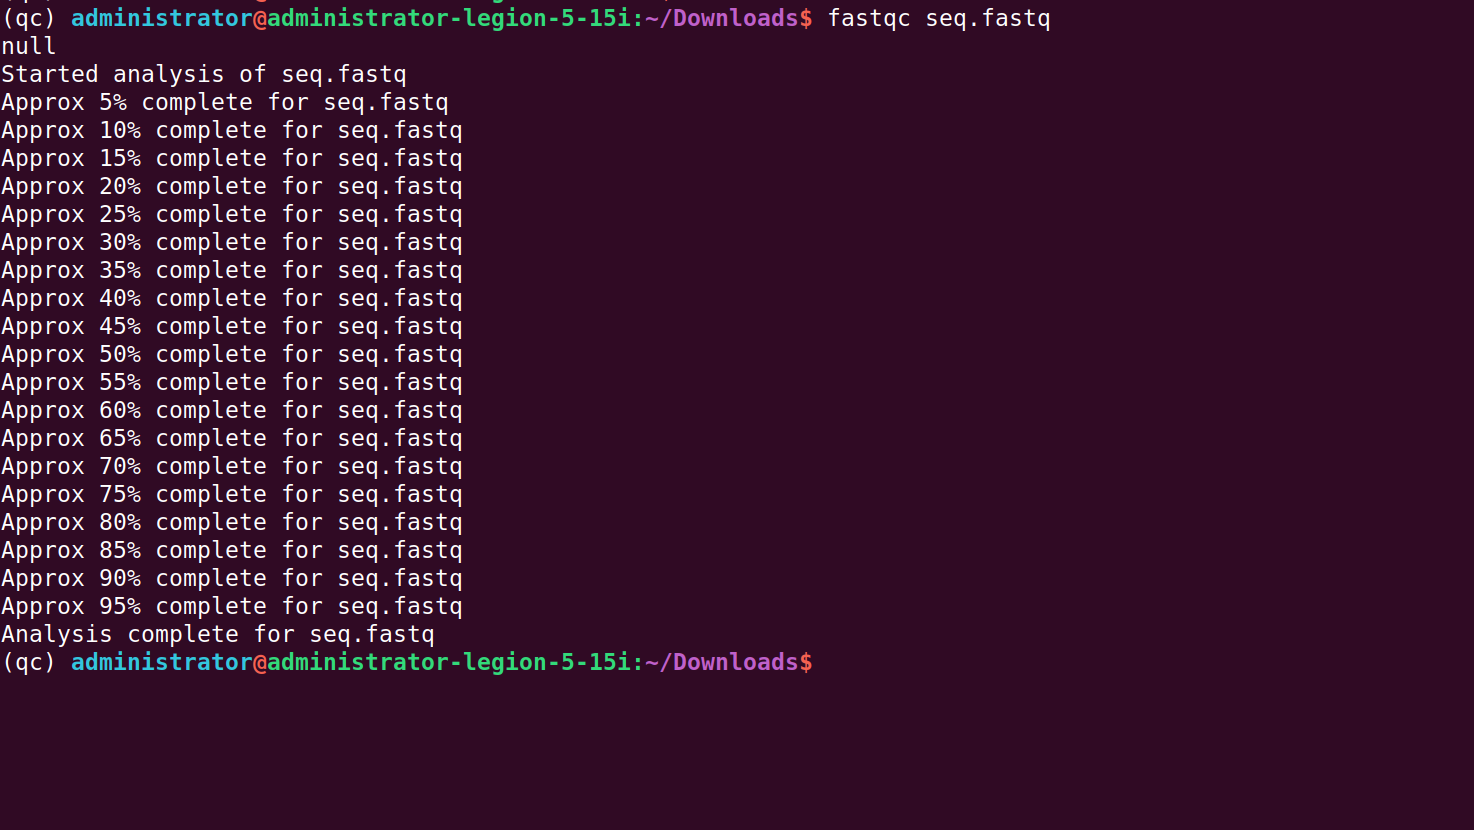 (qc) administrator@administrator-legion-5-15i:~/Downloads$ fastqc seq.fastq
null
Started analysis of seq.fastq
Approx 5% complete for seq.fastq
Approx 10% complete for seq.fastq
Approx 15% complete for seq.fastq
Approx 20% complete for seq.fastq
Approx 25% complete for seq.fastq
Approx 30% complete for seq.fastq
Approx 35% complete for seq.fastq
Approx 40% complete for seq.fastq
Approx 45% complete for seq.fastq
Approx 50% complete for seq.fastq
Approx 55% complete for seq.fastq
Approx 60% complete for seq.fastq
Approx 65% complete for seq.fastq
Approx 70% complete for seq.fastq
Approx 75% complete for seq.fastq
Approx 80% complete for seq.fastq
Approx 85% complete for seq.fastq
Approx 90% complete for seq.fastq
Approx 95% complete for seq.fastq
Analysis complete for seq.fastq
(qc) administrator@administrator-legion-5-15i:~/Downloads$